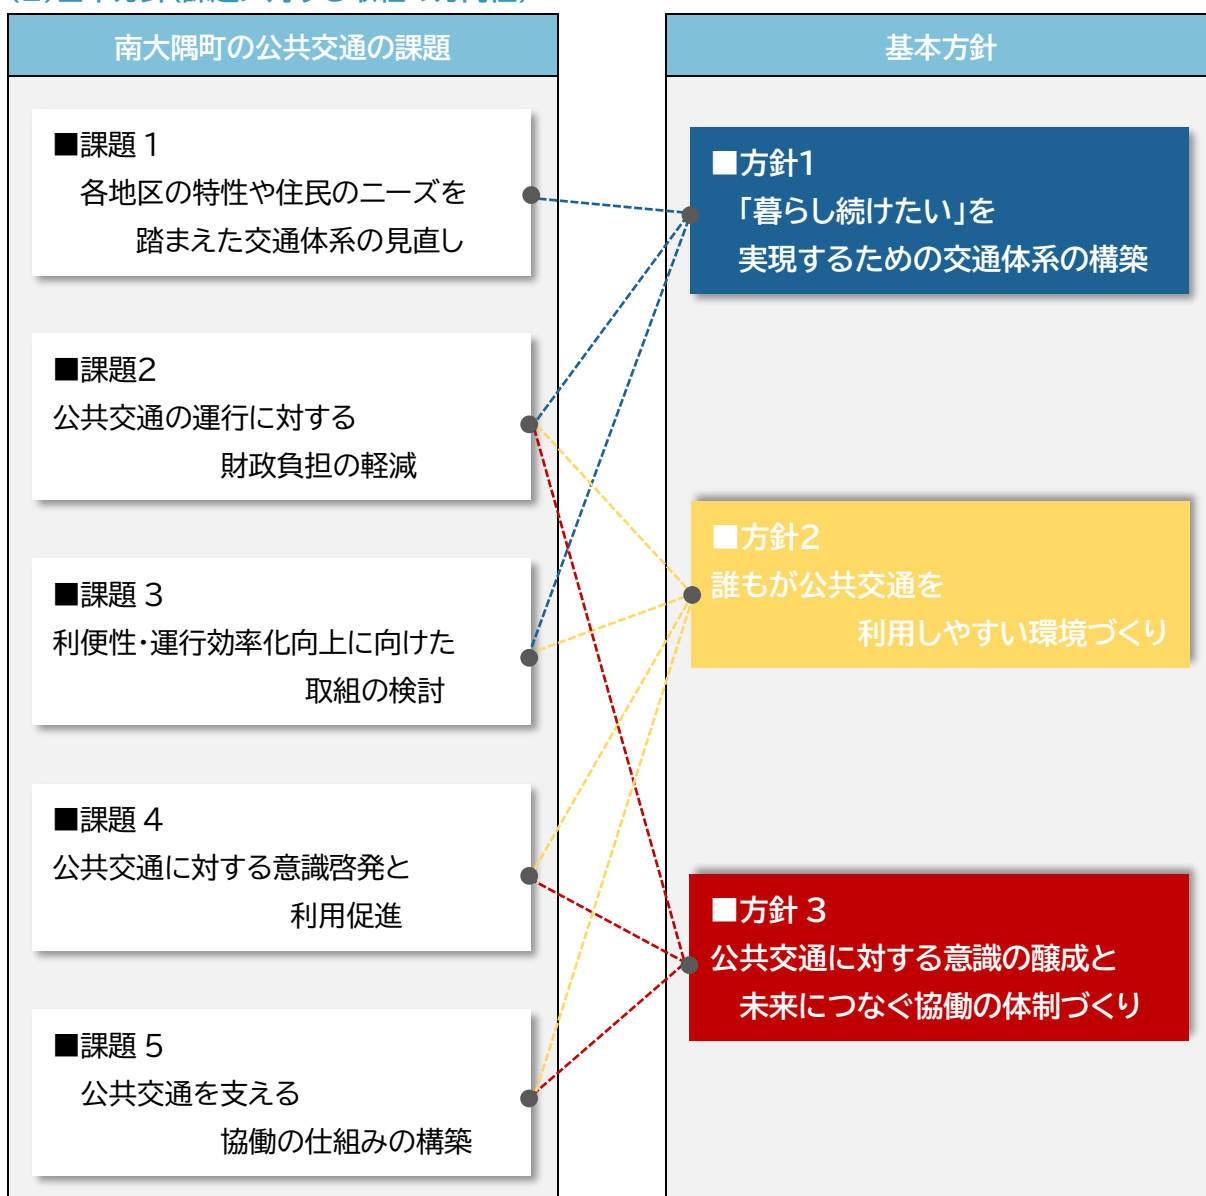 南大隅町の公共交通の課題
■課題1
各地区の特性や住民のニーズを
踏まえた交通体系の見直し
■課題2
公共交通の運行に対する
財政負担の軽減
■課題3
利便性・運行効率化向上に向けた
取組の検討
■課題4
公共交通に対する意識啓発と
利用促進
■課題5
公共交通を支える
協働の仕組みの構築
基本方針
■方針1
「暮らし続けたい」を
実現するための交通体系の構築
■方針2
誰もが公共交通を
利用しやすい環境づくり
■方針3
公共交通に対する意識の醸成と
未来につなぐ協働の体制づくり